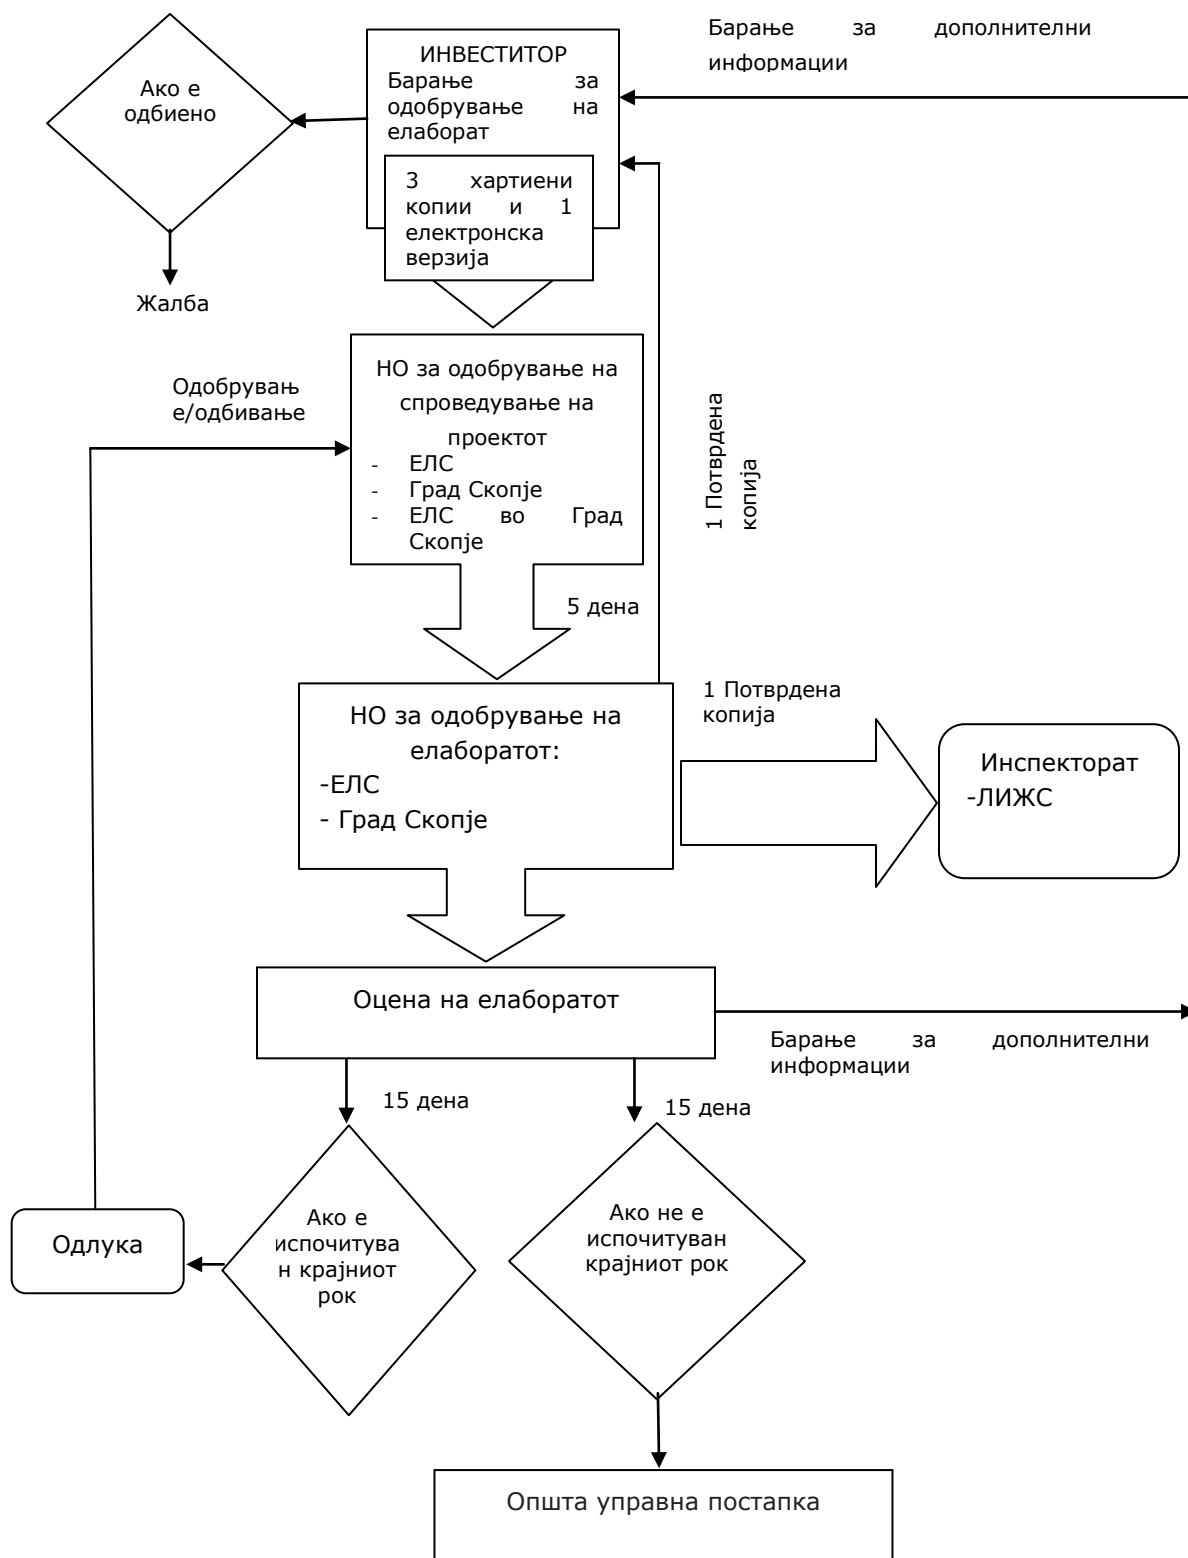 Барање за дополнителни
информации
ИНВЕСТИТОР
Барање за
одобрување на
елаборат
Ако е
одбиено
3 хартиени
копии и 1
електронска
верзија
Жалба
НО за одобрување на
спроведување на
проектот
- ЕЛС
- Град Скопје
- ЕЛС во Град
Скопје
Одобрувањ
е/одбивање
1 Потврдена
копија
5 дена
1 Потврдена
копија
НО за одобрување на
елаборатот:
-ЕЛС
- Град Скопје
Инспекторат
-ЛИЖС
Оцена на елаборатот
Барање за дополнителни
информации
15 дена
15 дена
Ако е
испочитува
н крајниот
рок
Ако не е
испочитуван
крајниот рок
Одлука
Општа управна постапка